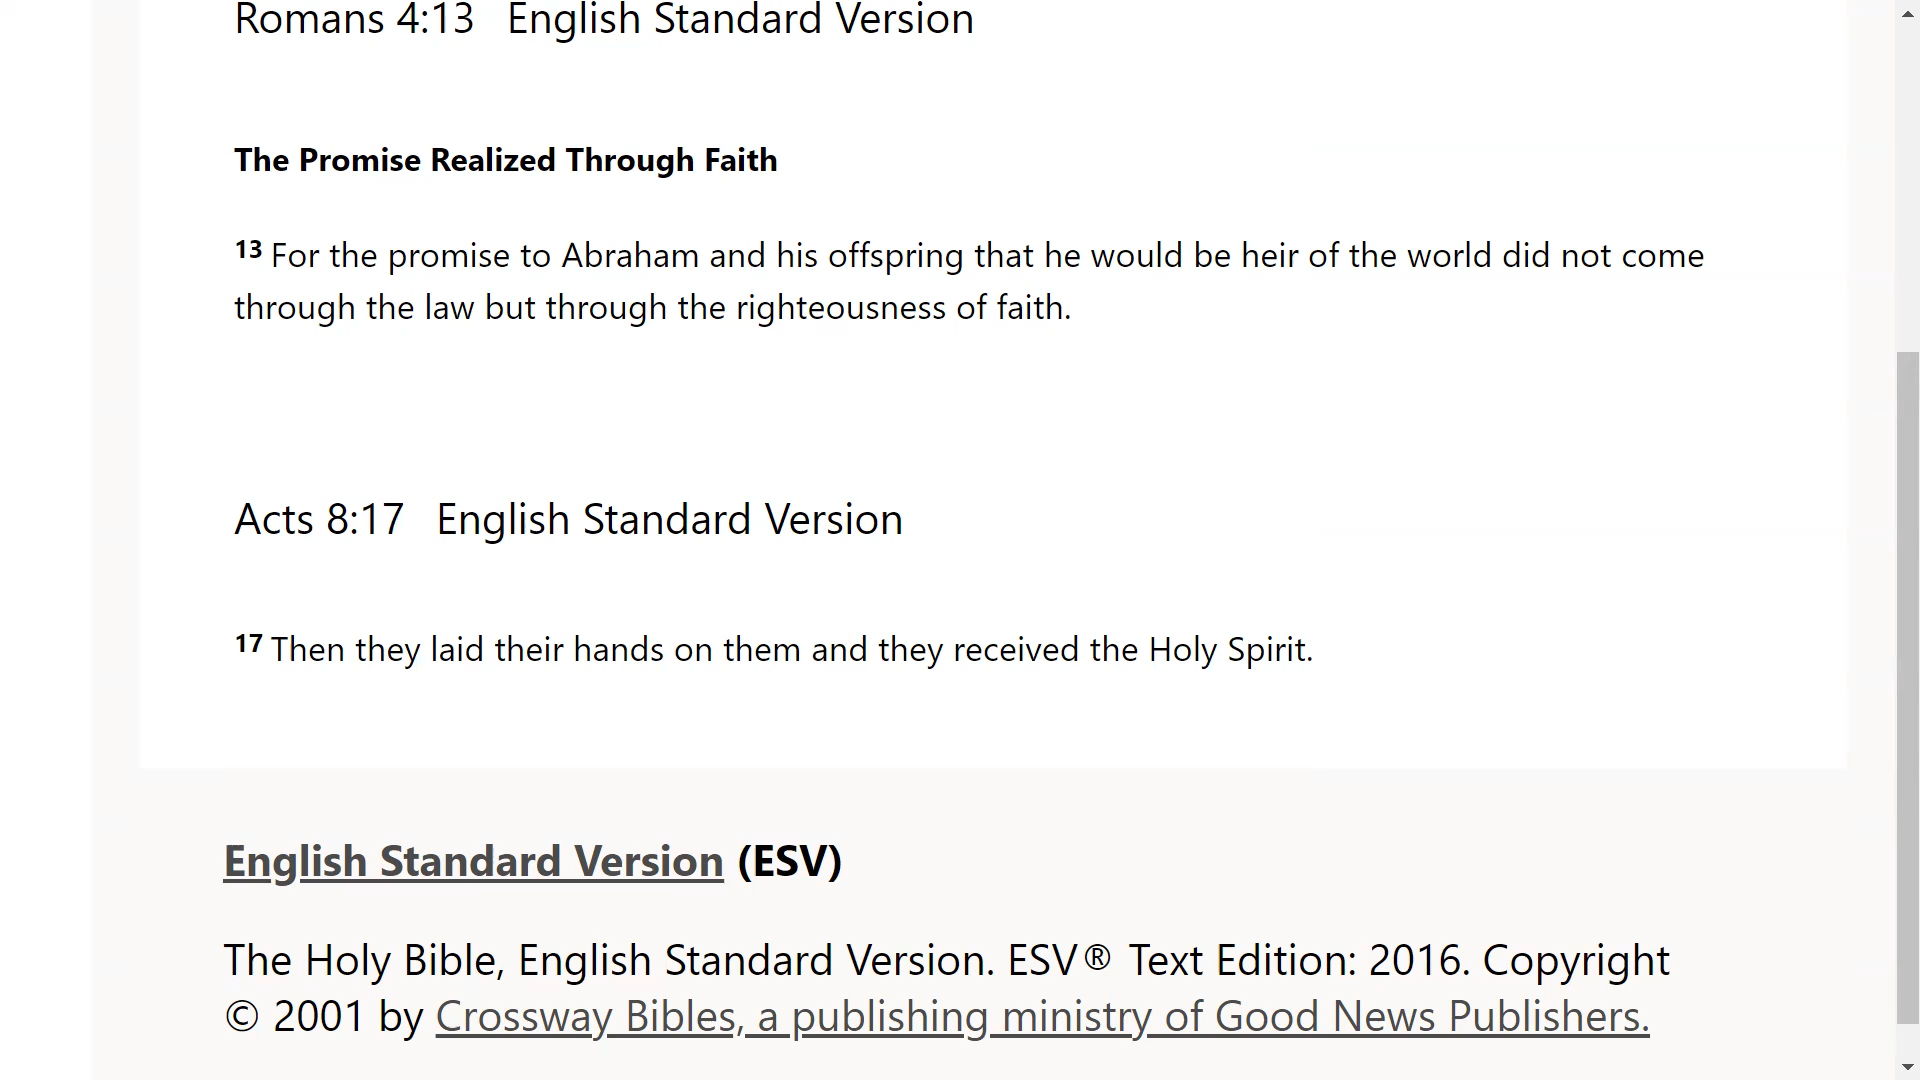 Romans 4:13 English Standard Version
The Promise Realized Through Faith
13 For the promise to Abraham and his offspring that he would be heir of the world did not come
through the law but through the righteousness of faith.
Acts 8:17 English Standard Version
17 Then they laid their hands on them and they received the Holy Spirit.
English Standard Version (ESV)
The Holy Bible, English Standard Version. ESV® Text Edition: 2016. Copyright
© 2001 by Crossway Bibles, a publishing ministry of Good News Publishers.